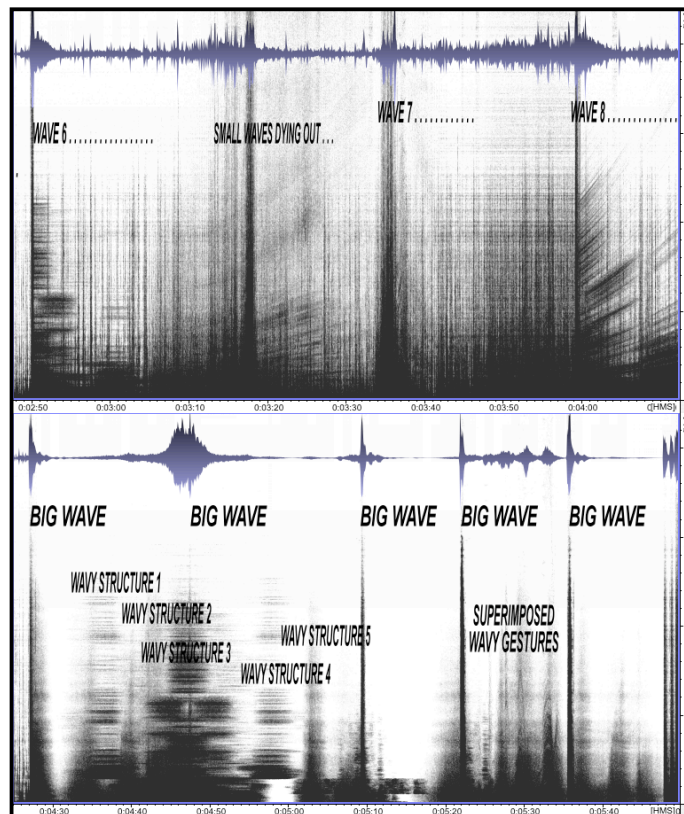 WAVE 6 . . . . . . . . . . . . . . . .
SMALL WAVES DYING OUT . . .
WAVE 7 . . . . . . . . . . .
WAVE 8 . . . . . . . . . . . . .
0:02:50 0:03:00 0:03:10 0:03:20 0:03:30 0:03:40 0:03:50 0:04:00 [HMS]
BIG WAVE BIG WAVE BIG WAVE BIG WAVE BIG WAVE
WAVY STRUCTURE 1
WAVY STRUCTURE 2
WAVY STRUCTURE 3
WAVY STRUCTURE 4
WAVY STRUCTURE 5
SUPERIMPOSED
WAVY GESTURES
0:04:30 0:04:40 0:04:50 0:05:00 0:05:10 0:05:20 0:05:30 0:05:40 [HMS]